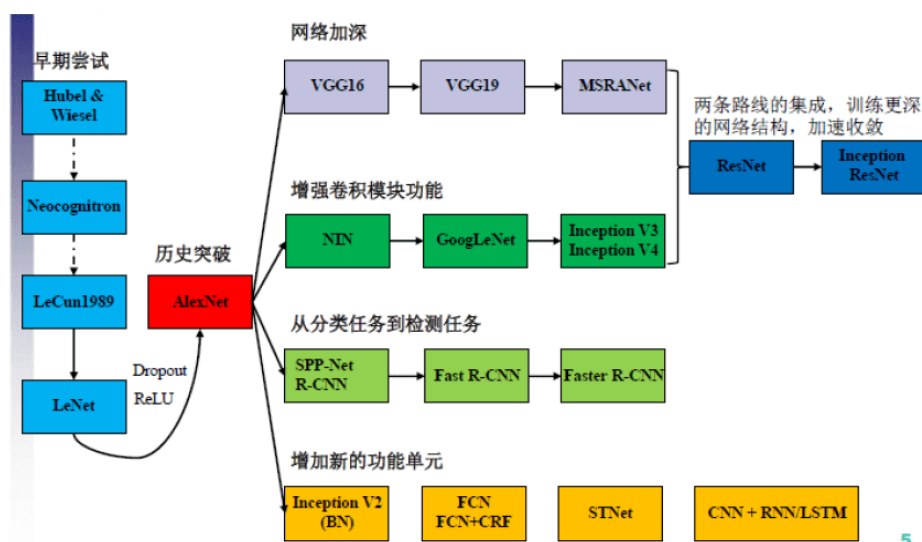 早期尝试
Hubel &
Wiesel
Neocognitron
LeCun1989
LeNet
Dropout
ReLU
历史突破
AlexNet
网络加深
VGG16
VGG19
MSRANet
增强卷积模块功能
NIN
GoogLeNet
Inception V3
Inception V4
两条路线的集成，训练更深
的网络结构，加速收敛
ResNet
Inception
ResNet
从分类任务到检测任务
SPP-Net
R-CNN
Fast R-CNN
Faster R-CNN
增加新的功能单元
Inception V2
(BN)
FCN
FCN+CRF
STNet
CNN + RNN/LSTM
5